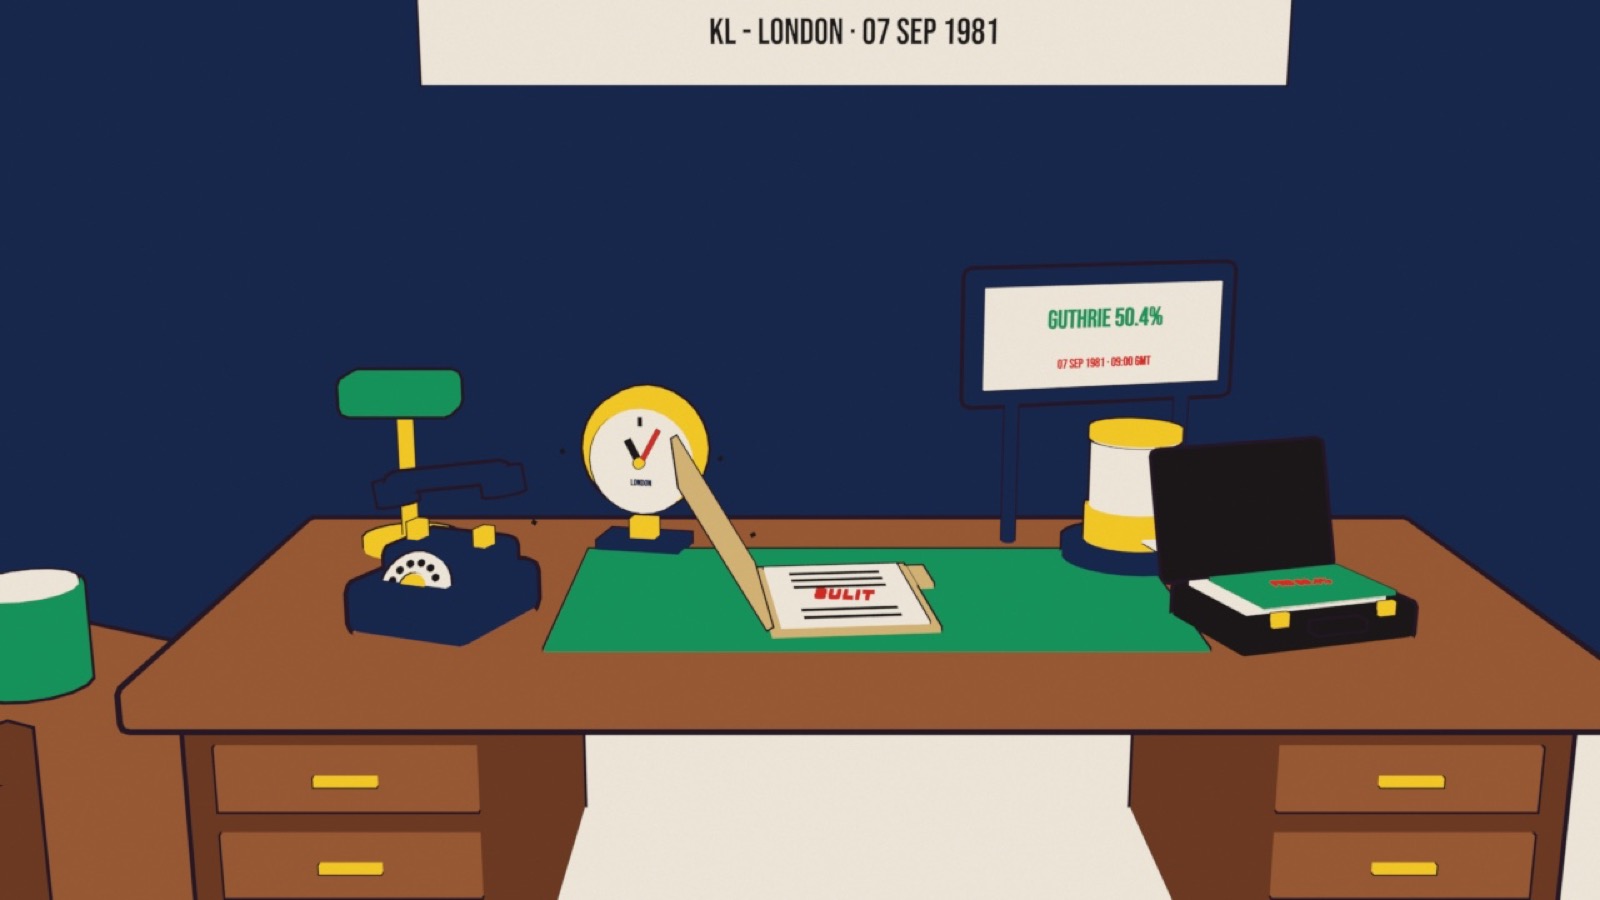 KL - LONDON · 07 SEP 1981
GUTHRIE 50.4%
07 SEP 1981 · 09:00 GMT
LONDON
SULIT